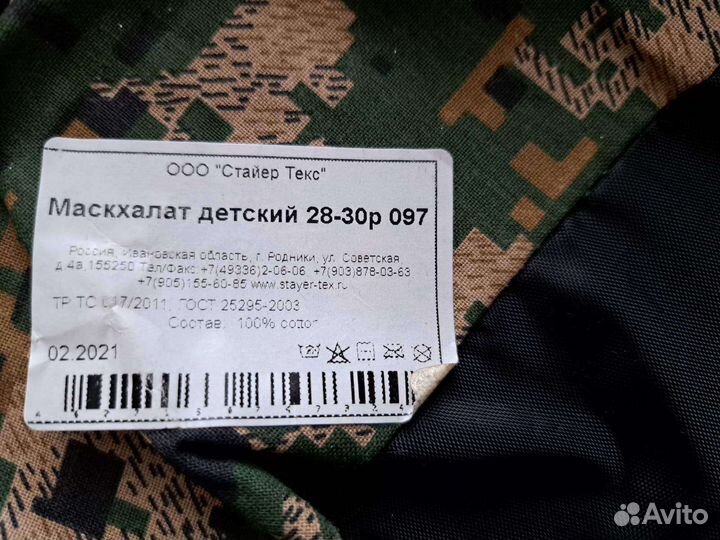 ООО "Стайер Текс"
Маскхалат детский 28-30р 097
Россия, Ивановская область, г. Родники, ул. Советская,
д.4а,155250 Тел/Факс:+7(49336)2-06-06, +7(903)878-03-63
+7(905)155-60-85 www.stayer-tex.ru
ТР ТС 017/2011, ГОСТ 25295-2003
Состав: 100%
02.2021
Avito